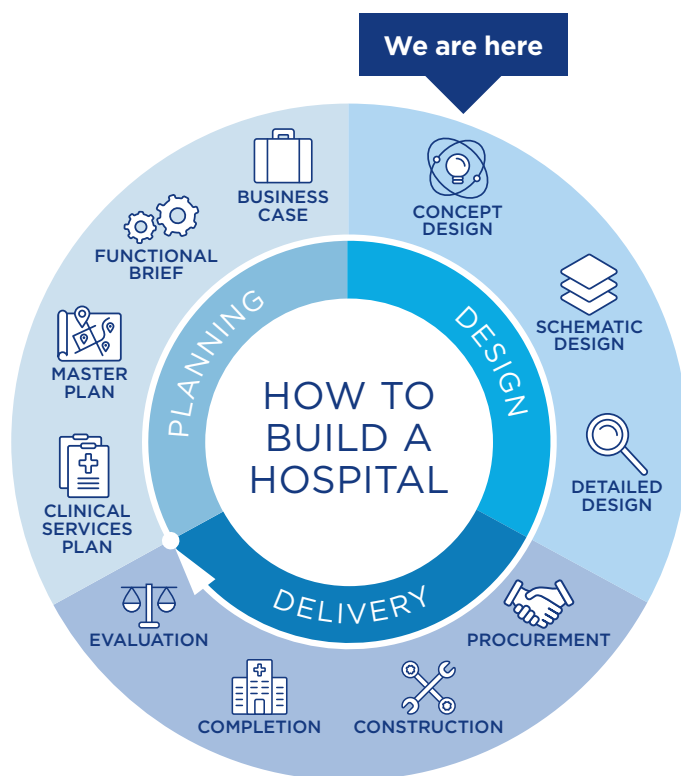 We are here
BUSINESS
CASE
CONCEPT
DESIGN
FUNCTIONAL
BRIEF
SCHEMATIC
DESIGN
MASTER
PLAN
DETAILED
DESIGN
CLINICAL
SERVICES
PLAN
PLANNING
DESIGN
HOW TO
BUILD A
HOSPITAL
DELIVERY
EVALUATION
PROCUREMENT
COMPLETION
CONSTRUCTION